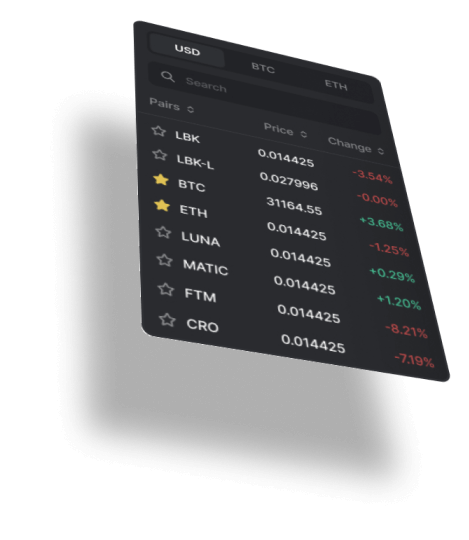 USD BTC ETH
Search
Pairs Price Change
LBK 0.014425 -3.54%
LBK-L 0.027996 -0.00%
BTC 31164.55 +3.68%
ETH 0.014425 -1.25%
LUNA 0.014425 +0.29%
MATIC 0.014425 +1.20%
FTM 0.014425 -8.21%
CRO 0.014425 -7.19%